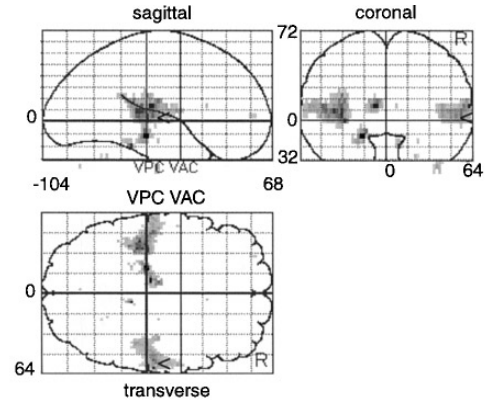 sagittal
coronal
72
R
0
0
VPC VAC
32
-104
68
0
64
VPC VAC
0
R
64
transverse